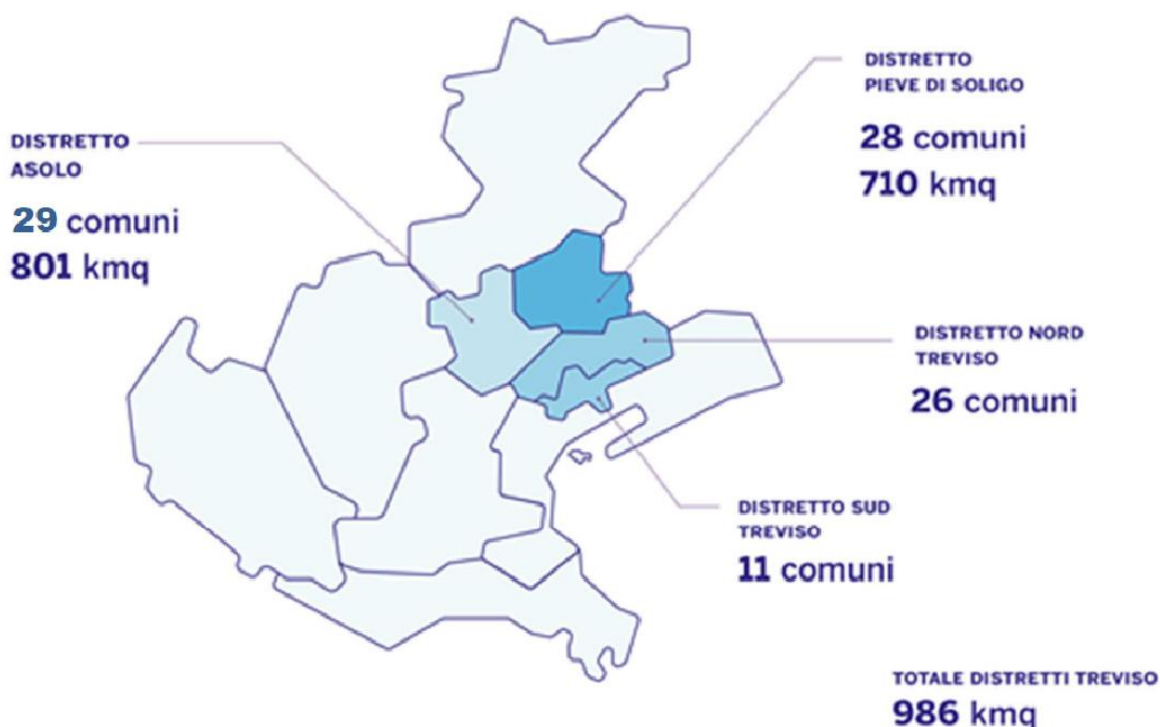 DISTRETTO
PIEVE DI SOLIGO
28 comuni
710 kmq
DISTRETTO
ASOLO
29 comuni
801 kmq
DISTRETTO NORD
TREVISO
26 comuni
DISTRETTO SUD
TREVISO
11 comuni
TOTALE DISTRETTI TREVISO
986 kmq